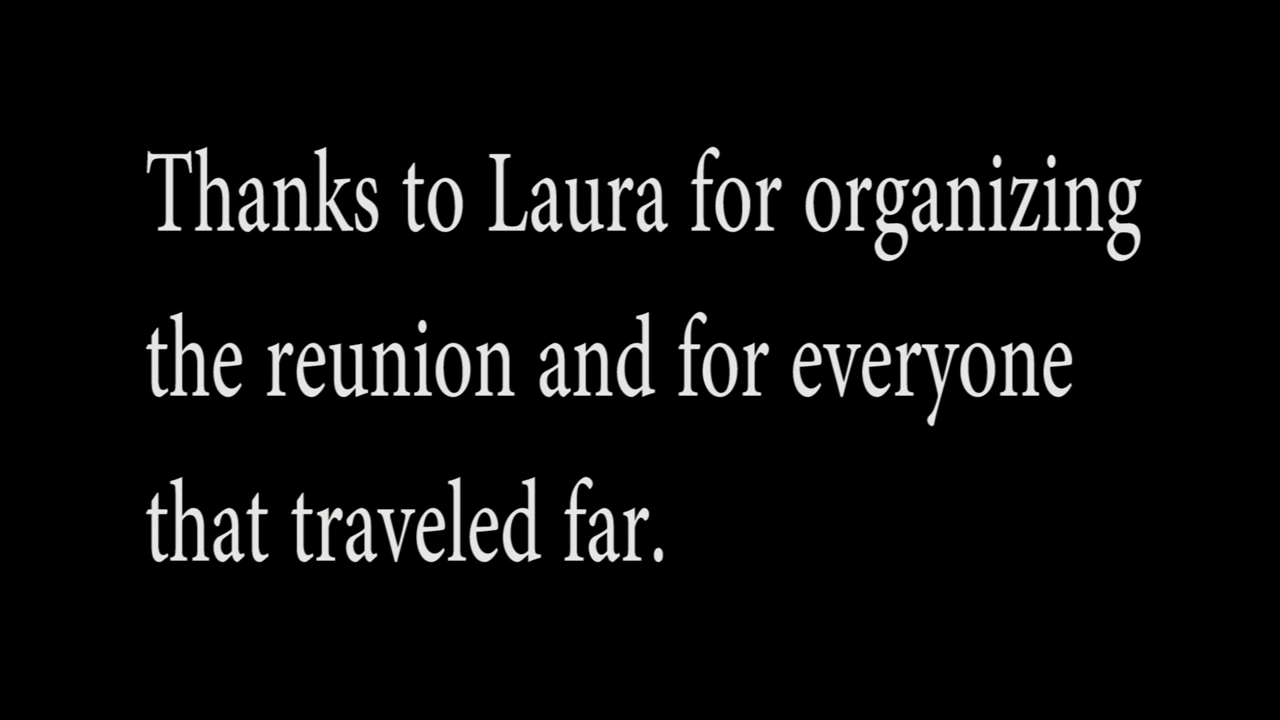 Thanks to Laura for organizing
the reunion and for everyone
that traveled far.